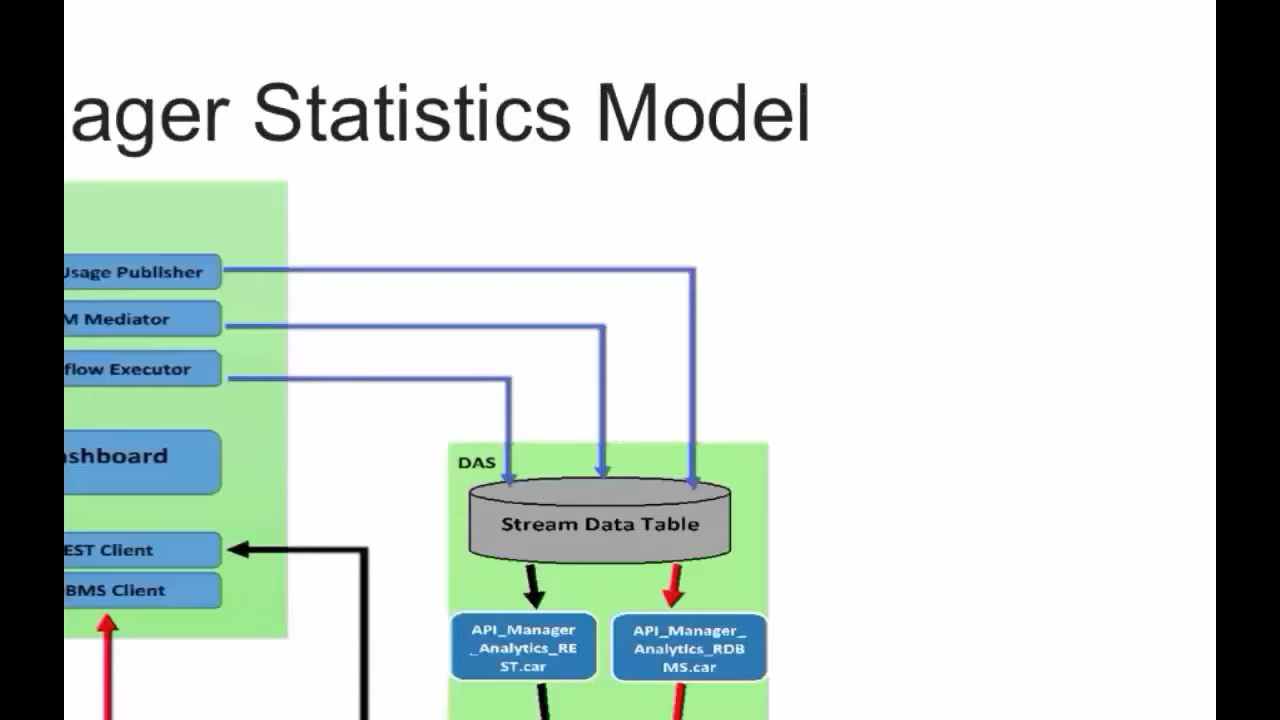 ager Statistics Model
Usage Publisher
M Mediator
flow Executor
ashboard
DAS
Stream Data Table
EST Client
BMS Client
API_Manager
_Analytics_RE
ST.car
API_Manager_
Analytics_RDB
MS.car